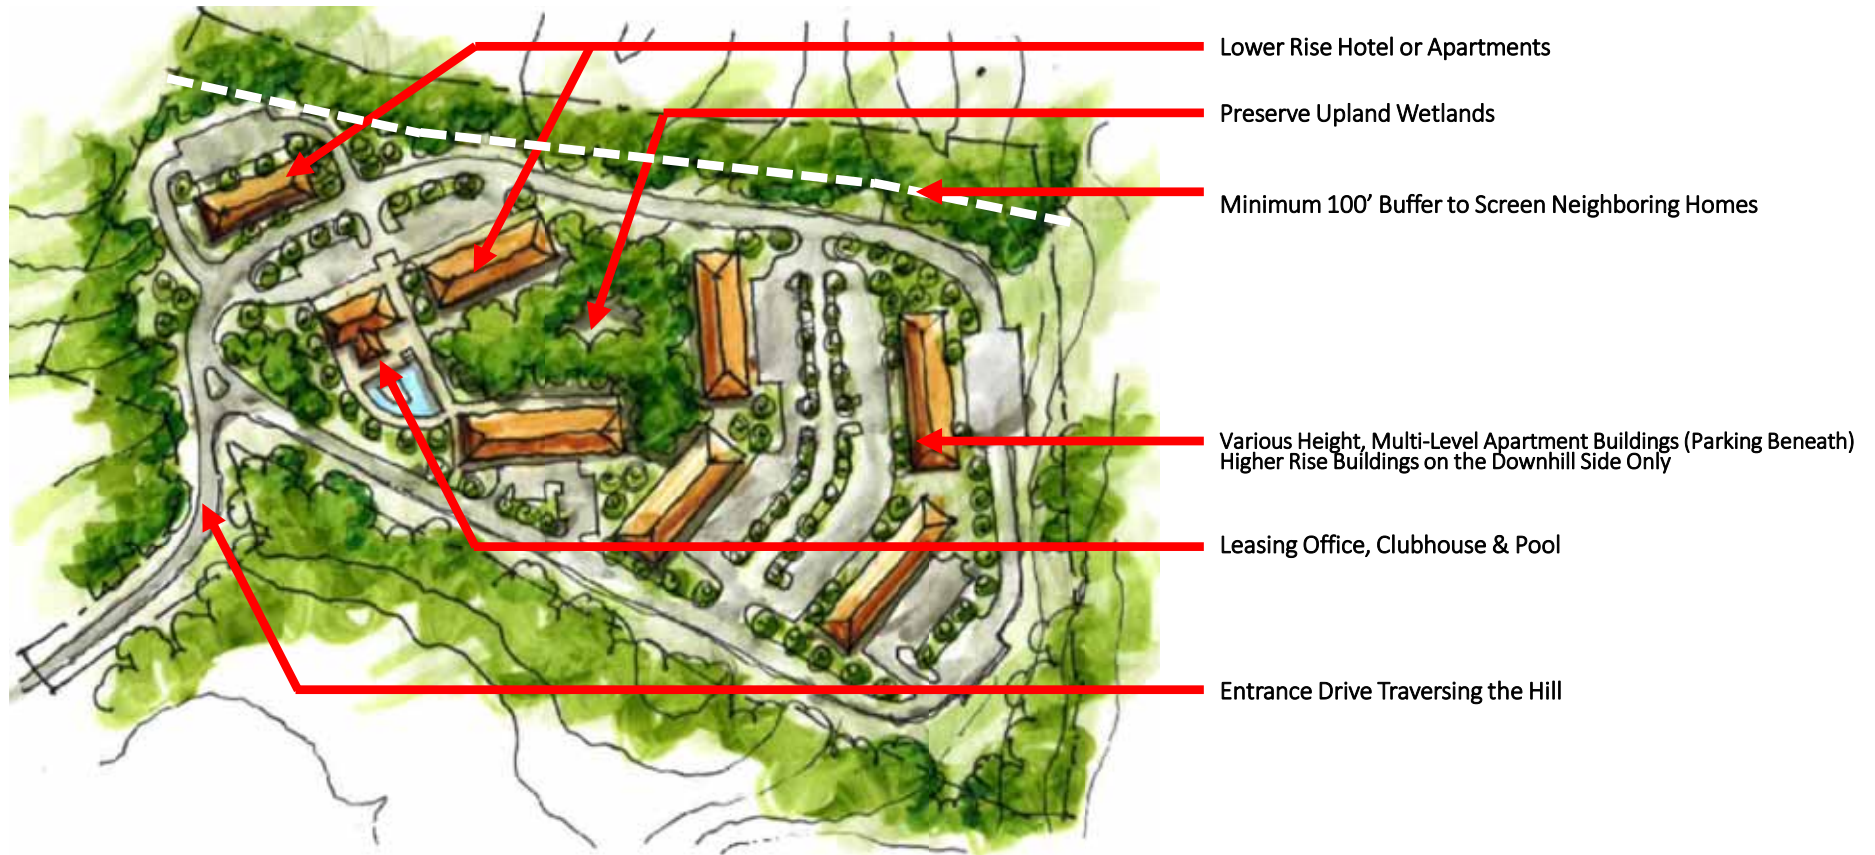 Lower Rise Hotel or Apartments
Preserve Upland Wetlands
Minimum 100’ Buffer to Screen Neighboring Homes
Various Height, Multi-Level Apartment Buildings (Parking Beneath)
Higher Rise Buildings on the Downhill Side Only
Leasing Office, Clubhouse & Pool
Entrance Drive Traversing the Hill